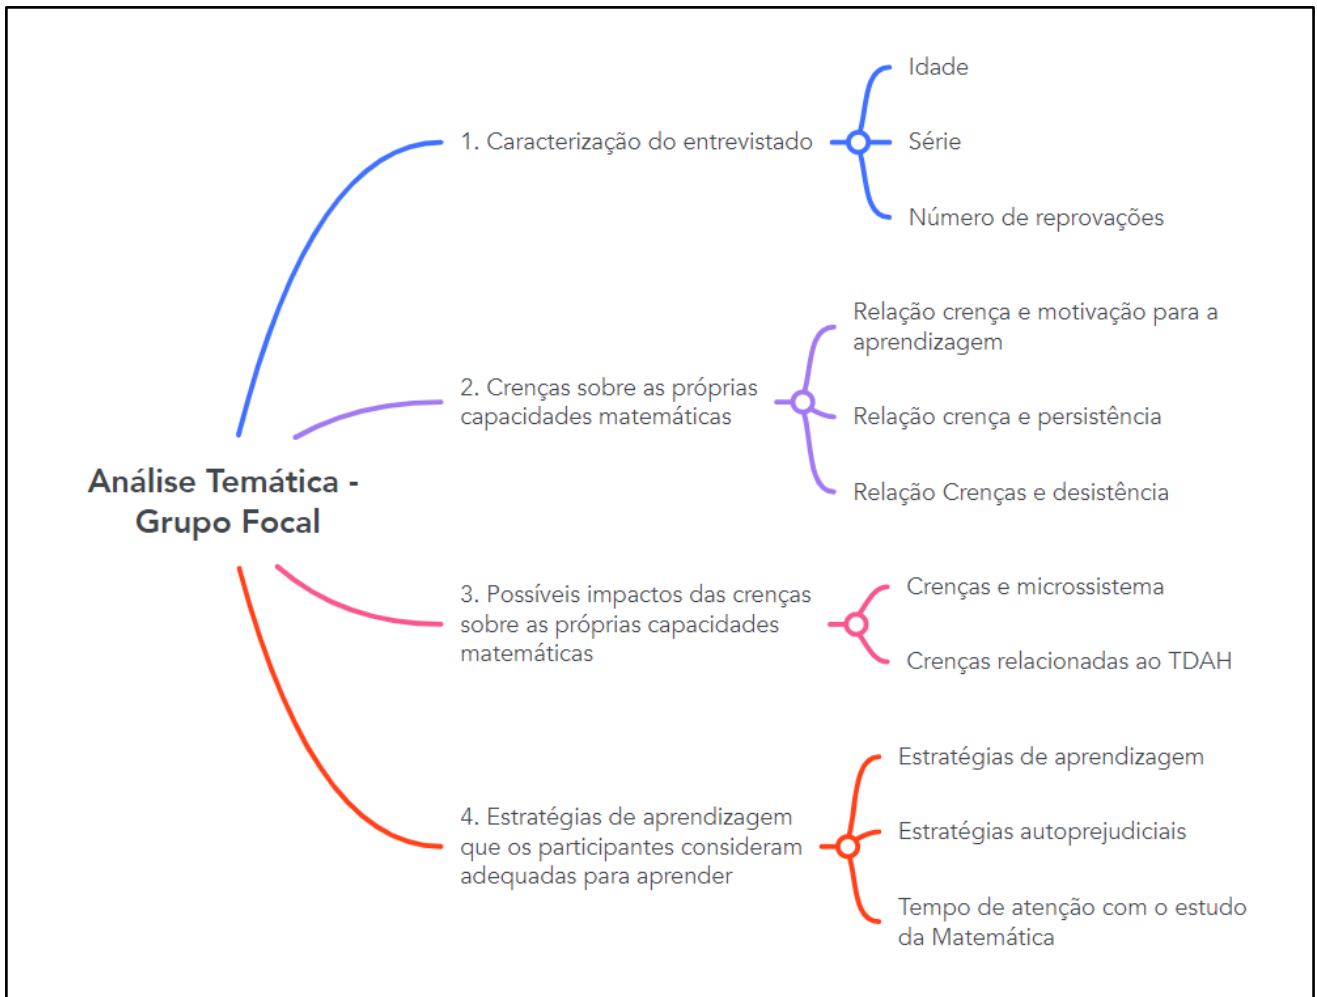 Análise Temática -
Grupo Focal
1. Caracterização do entrevistado
Idade
Série
Número de reprovações
2. Crenças sobre as próprias
capacidades matemáticas
Relação crença e motivação para a
aprendizagem
Relação crença e persistência
Relação Crenças e desistência
3. Possíveis impactos das crenças
sobre as próprias capacidades
matemáticas
Crenças e microssistema
Crenças relacionadas ao TDAH
4. Estratégias de aprendizagem
que os participantes consideram
adequadas para aprender
Estratégias de aprendizagem
Estratégias autoprejudiciais
Tempo de atenção com o estudo
da Matemática